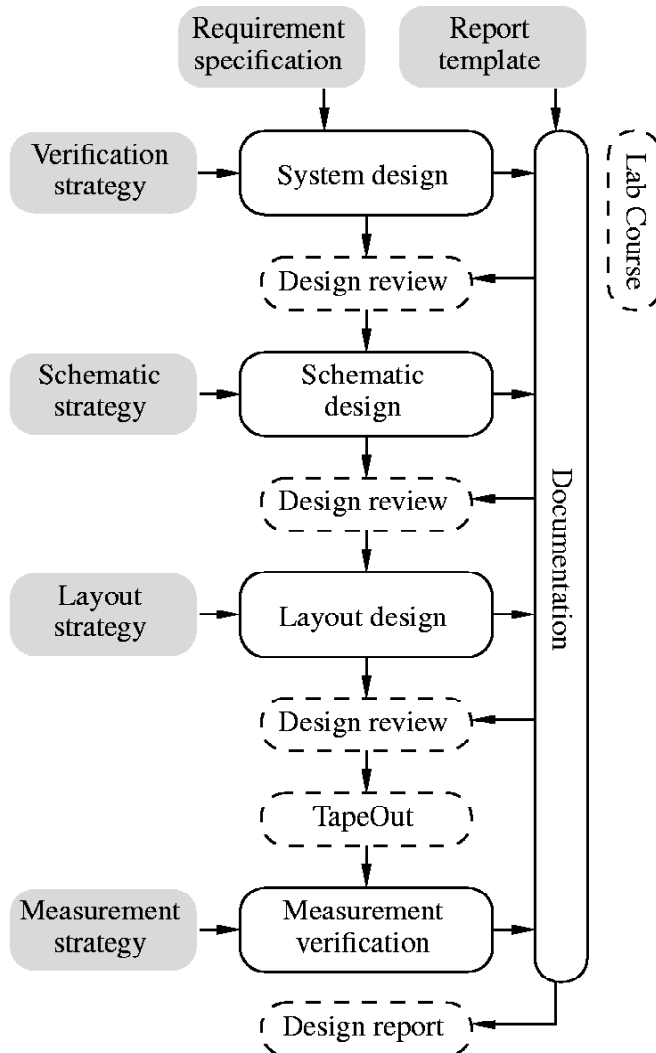 Requirement
specification
Report
template
Verification
strategy
System design
Lab Course
Design review
Schematic
strategy
Schematic
design
Documentation
Design review
Layout
strategy
Layout design
Design review
TapeOut
Measurement
strategy
Measurement
verification
Design report